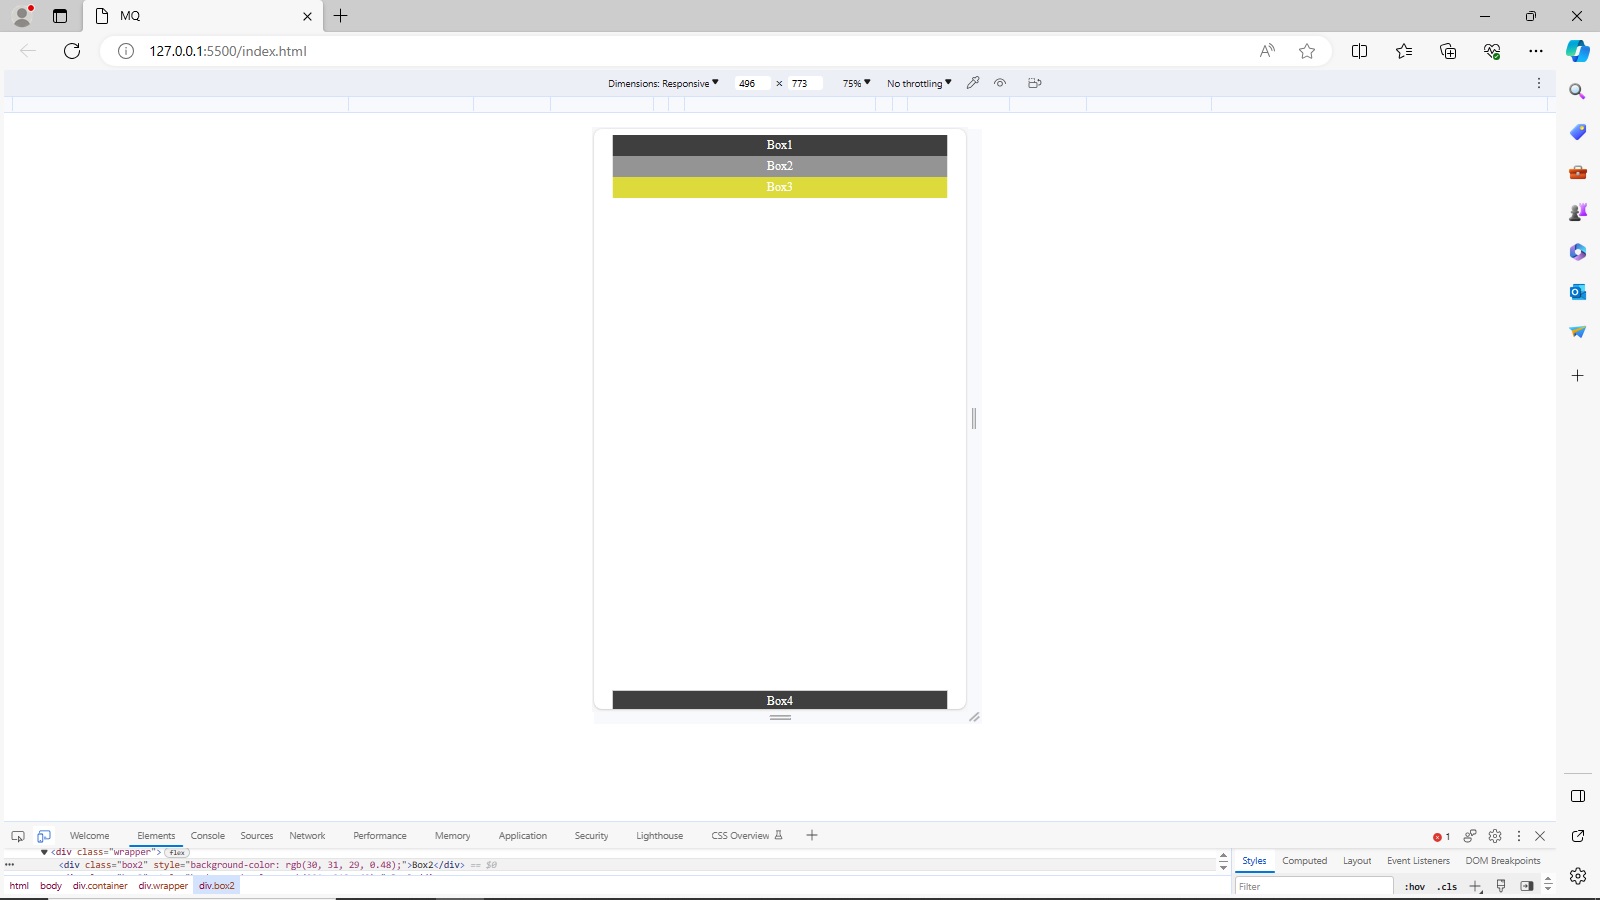 MQ
127.0.0.1:5500/index.html
Dimensions: Responsive 496 × 773 75% No throttling
Box1
Box2
Box3
Box4
Welcome Elements Console Sources Network Performance Memory Application Security Lighthouse CSS Overview 1
<div class="wrapper"> flex
<div class="box2" style="background-color: rgb(30, 31, 29, 0.48);">Box2</div> == $0
Styles Computed Layout Event Listeners DOM Breakpoints
html body div.container div.wrapper div.box2
Filter :hov .cls